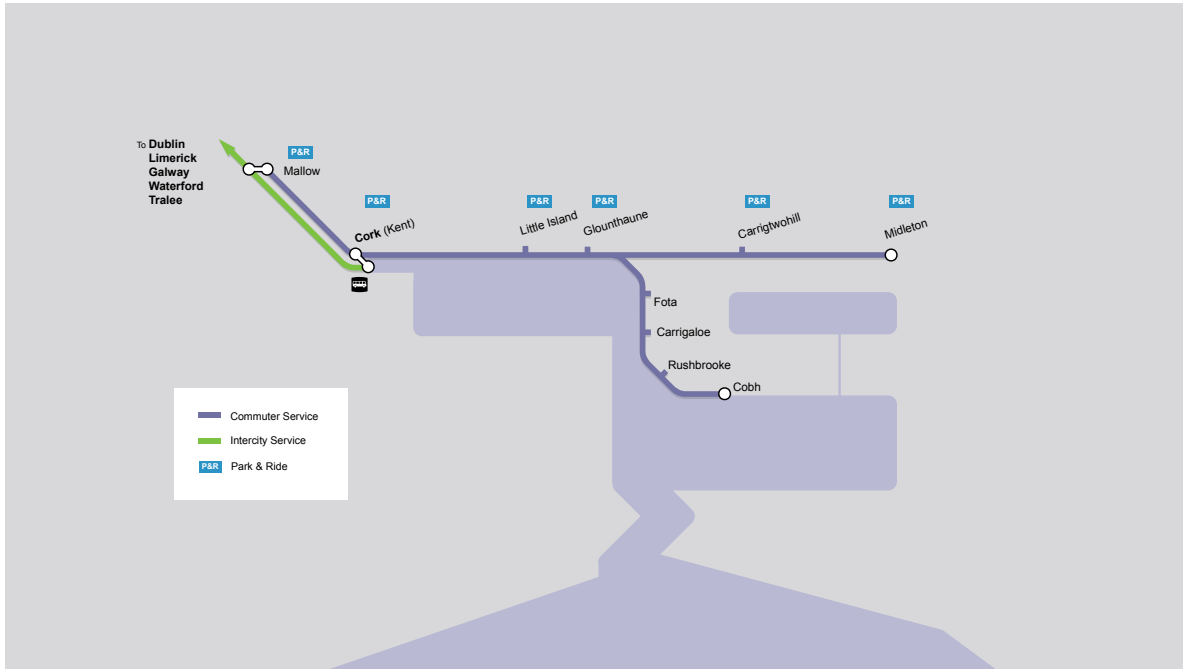 To Dublin
Limerick
Galway
Waterford
Tralee
P&R
Mallow
P&R
Cork (Kent)
P&R
Little Island
P&R
Glounthaune
P&R
Carrigtwohill
P&R
Midleton
Fota
Carrigaloe
Rushbrooke
Cobh
Commuter Service
Intercity Service
P&R Park & Ride